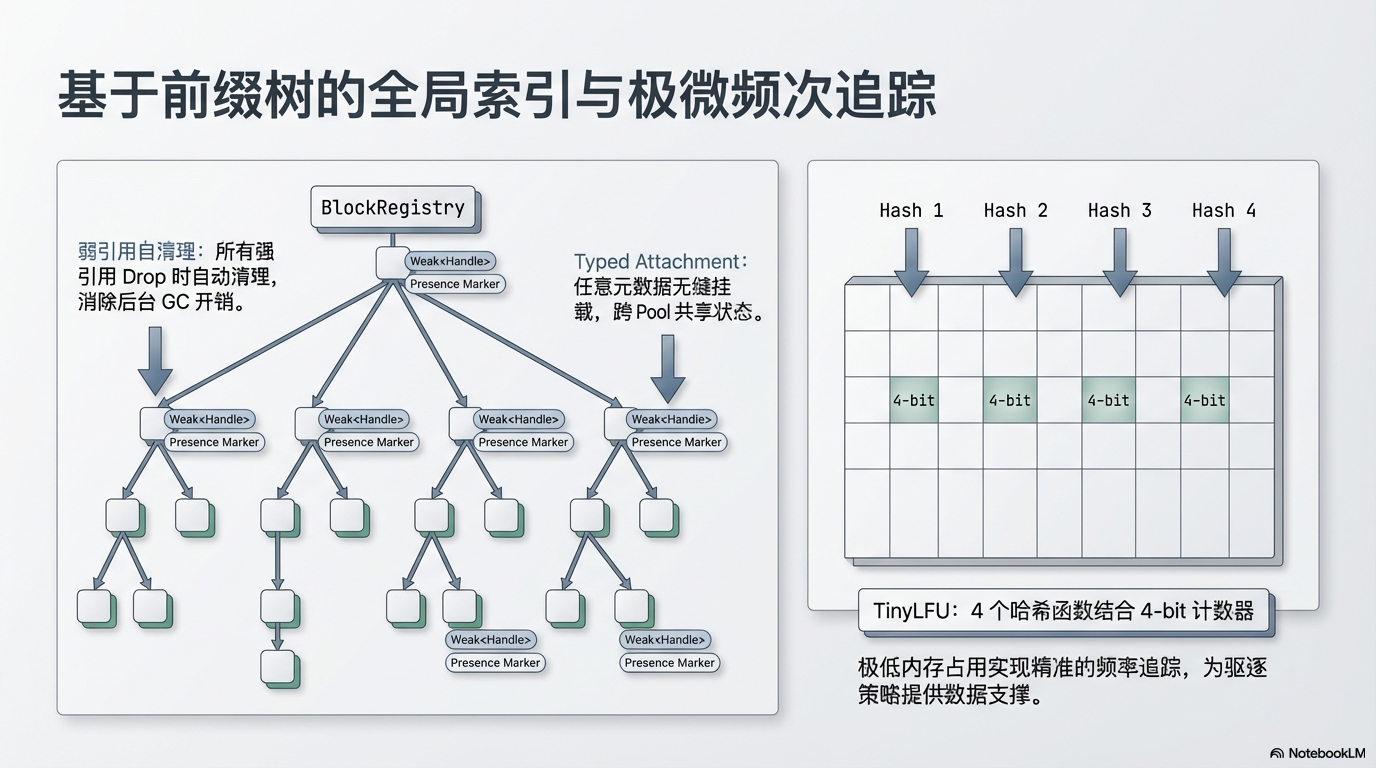 基于前缀树的全局索引与极微频次追踪
BlockRegistry
Weak<Handle>
Presence Marker
弱引用自清理：所有强
引用 Drop 时自动清理，
消除后台 GC 开销。
Typed Attachment：
任意元数据无缝挂
载，跨 Pool 共享状态。
Weak<Handle>
Presence Marker
Weak<Handle>
Presence Marker
Weak<Handle>
Presence Marker
Weak<Handie>
Presence Marker
Weak<Handle>
Presence Marker
Weak<Handle>
Presence Marker
Hash 1
Hash 2
Hash 3
Hash 4
4-bit
4-bit
4-bit
4-bit
TinyLFU：4 个哈希函数结合 4-bit 计数器
极低内存占用实现精准的频率追踪，为驱逐
策略提供数据支撑。
NotebookLM